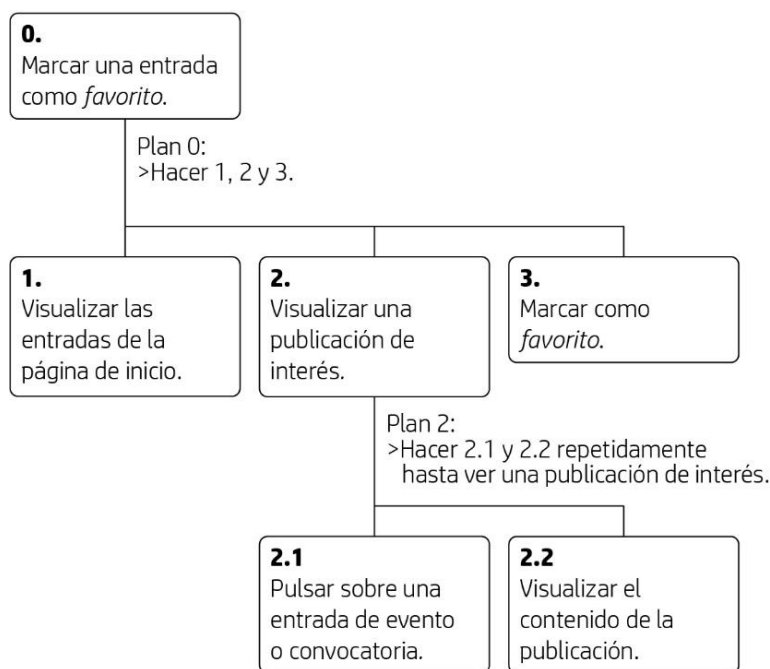 0.
Marcar una entrada
como favorito.
Plan 0:
>Hacer 1, 2 y 3.
1.
Visualizar las
entradas de la
página de inicio.
2.
Visualizar una
publicación de
interés.
3.
Marcar como
favorito.
Plan 2:
>Hacer 2.1 y 2.2 repetidamente
hasta ver una publicación de interés.
2.1
Pulsar sobre una
entrada de evento
o convocatoria.
2.2
Visualizar el
contenido de la
publicación.